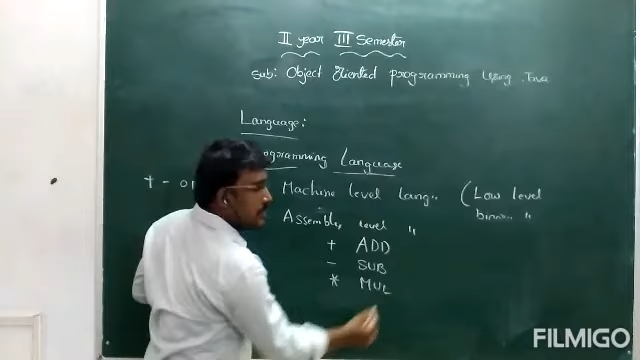 II year III Semester
Sub: Object Oriented programming Using Java
Language:
Programming Language
+ - 01
Machine level Lang" (Low level
Assembly level "
+ ADD
- SUB
* MUL
FILMIGO